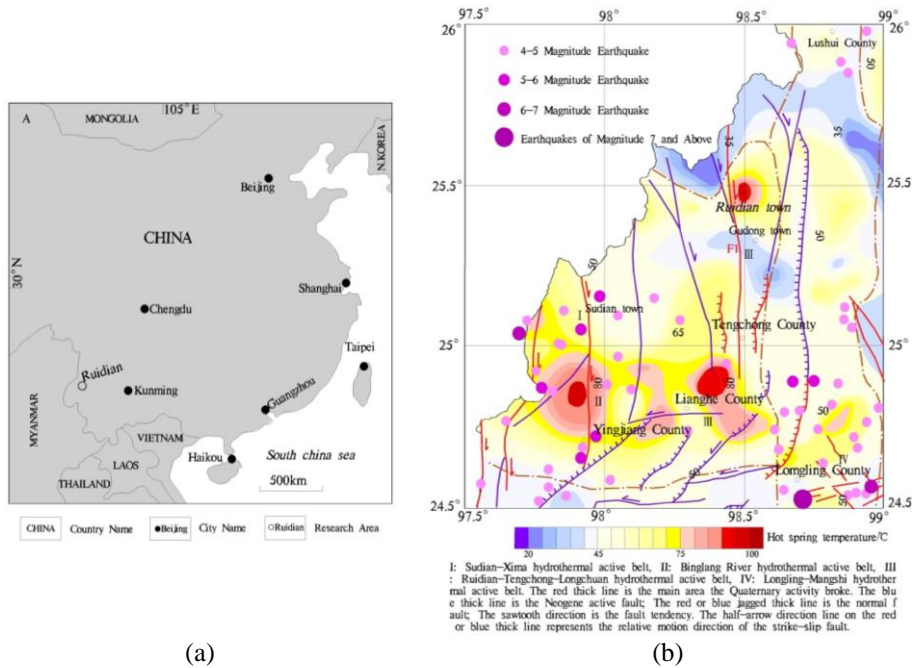 A
105°E
MONGOLIA
N.KOREA
Beijing
CHINA
30°N
Shanghai
Chengdu
Taipei
Ruidian
Kunming
Guangzhou
MYANMAR
VIETNAM
LAOS
Haikou
South china sea
THAILAND
500km
CHINA Country Name Beijing City Name Ruidian Research Area
(a)
97.5° 98° 98.5° 99°
26°
4-5 Magnitude Earthquake
5-6 Magnitude Earthquake
6-7 Magnitude Earthquake
Earthquakes of Magnitude 7 and Above
Lushui County
50
35
35
25.5° 25.5°
Ruidian town
Gudong town
F1
III
50
50
Sudian town
I
65
Tengchong County
25° 25°
80
II
80
Lianghe County
III
Yingjiang County
50
IV
Longling County
60
50
24.5° 24.5°
97.5° 98° 98.5° 99°
20 45 75 100
Hot spring temperature/℃
I: Sudian-Xima hydrothermal active belt, II: Binglang River hydrothermal active belt, III
: Ruidian-Tengchong-Longchuan hydrothermal active belt, IV: Longling-Mangshi hydrother
mal active belt. The red thick line is the main area the Quaternary activity broke. The blu
e thick line is the Neogene active fault; The red or blue jagged thick line is the normal f
ault; The sawtooth direction is the fault tendency. The half-arrow direction line on the red
or blue thick line represents the relative motion direction of the strike-slip fault.
(b)